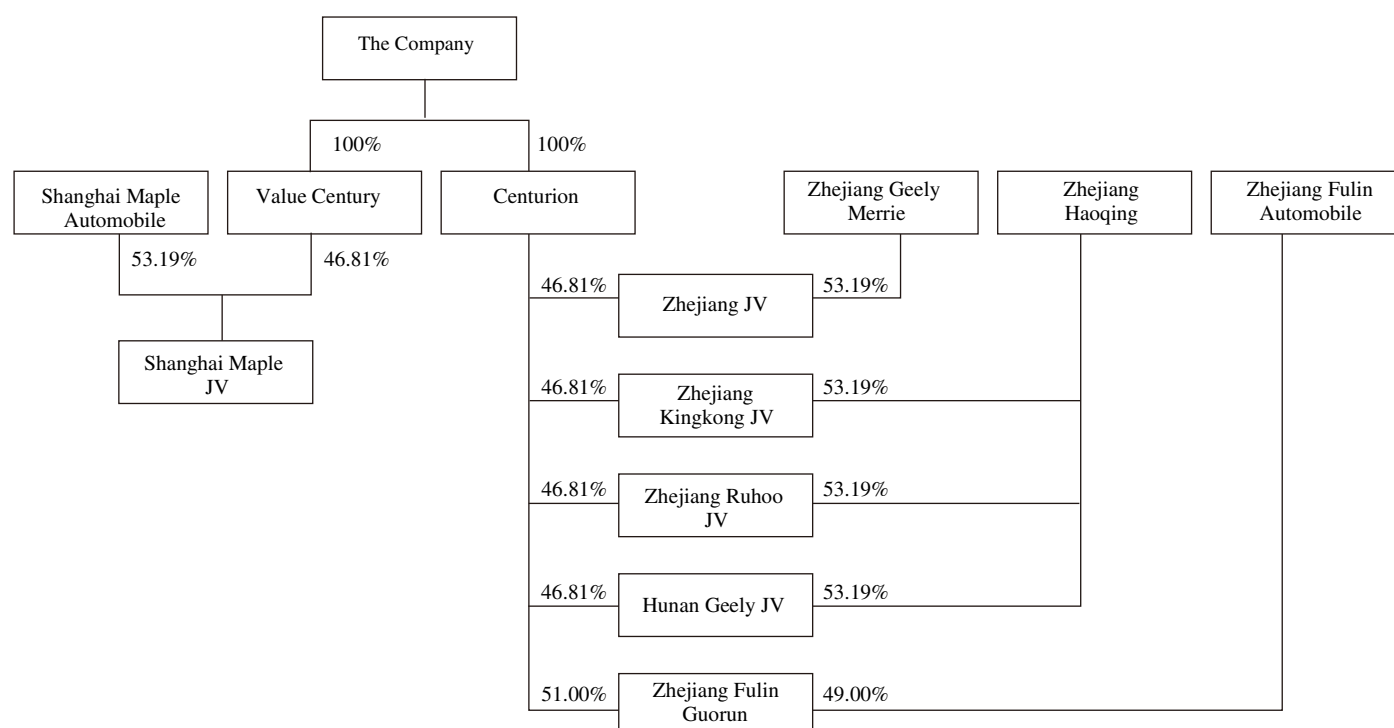 The Company
100%
100%
Shanghai Maple
Automobile
Value Century
Centurion
Zhejiang Geely
Merrie
Zhejiang
Haoqing
Zhejiang Fulin
Automobile
53.19%
46.81%
46.81%
Zhejiang JV
53.19%
Shanghai Maple
JV
46.81%
Zhejiang
Kingkong JV
53.19%
46.81%
Zhejiang Ruhoo
JV
53.19%
46.81%
Hunan Geely JV
53.19%
51.00%
Zhejiang Fulin
Guorun
49.00%